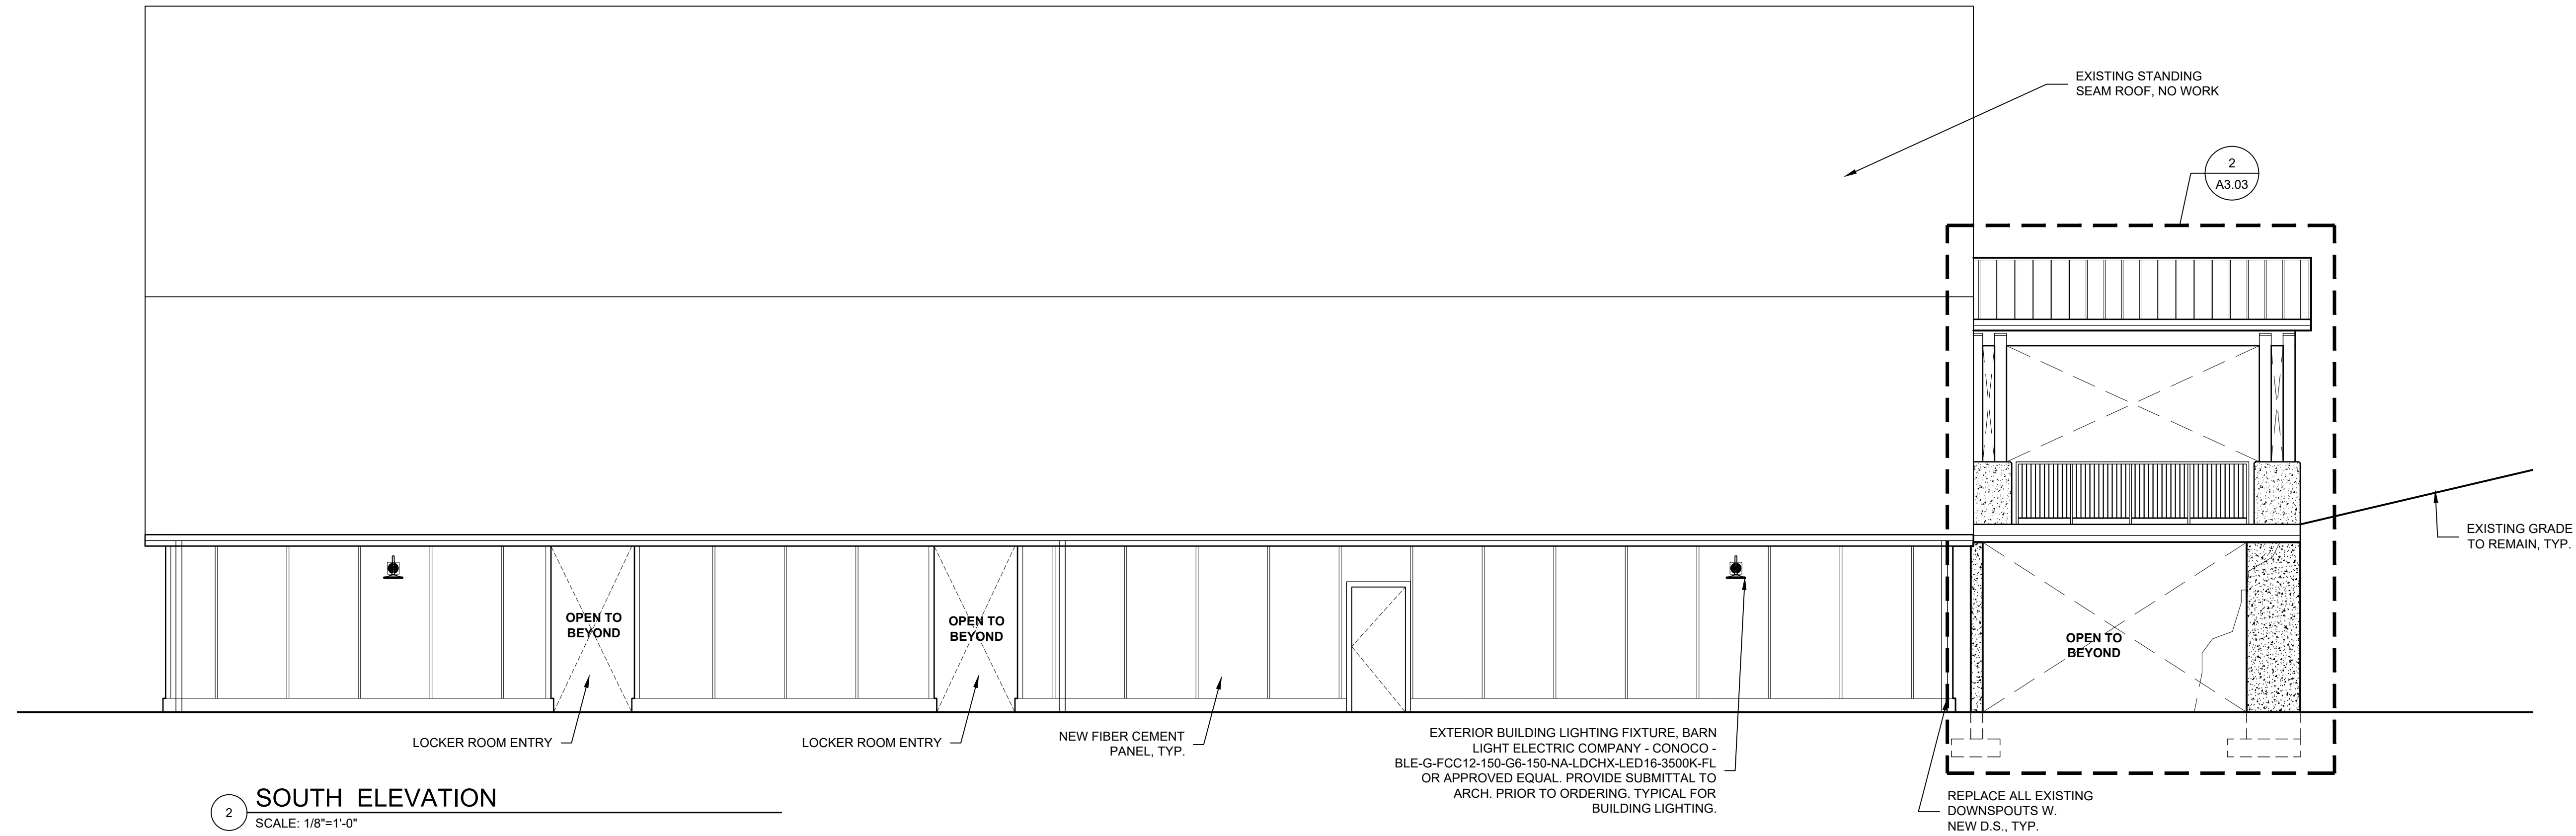 EXISTING STANDING
SEAM ROOF, NO WORK
2
A3.03
EXISTING GRADE
TO REMAIN, TYP.
OPEN TO
BEYOND
OPEN TO
BEYOND
OPEN TO
BEYOND
LOCKER ROOM ENTRY
LOCKER ROOM ENTRY
NEW FIBER CEMENT
PANEL, TYP.
EXTERIOR BUILDING LIGHTING FIXTURE, BARN
LIGHT ELECTRIC COMPANY - CONOCO -
BLE-G-FCC12-150-G6-150-NA-LDCHX-LED16-3500K-FL
OR APPROVED EQUAL. PROVIDE SUBMITTAL TO
ARCH. PRIOR TO ORDERING. TYPICAL FOR
BUILDING LIGHTING.
REPLACE ALL EXISTING
DOWNSPOUTS W.
NEW D.S., TYP.
2
SOUTH ELEVATION
SCALE: 1/8"=1'-0"